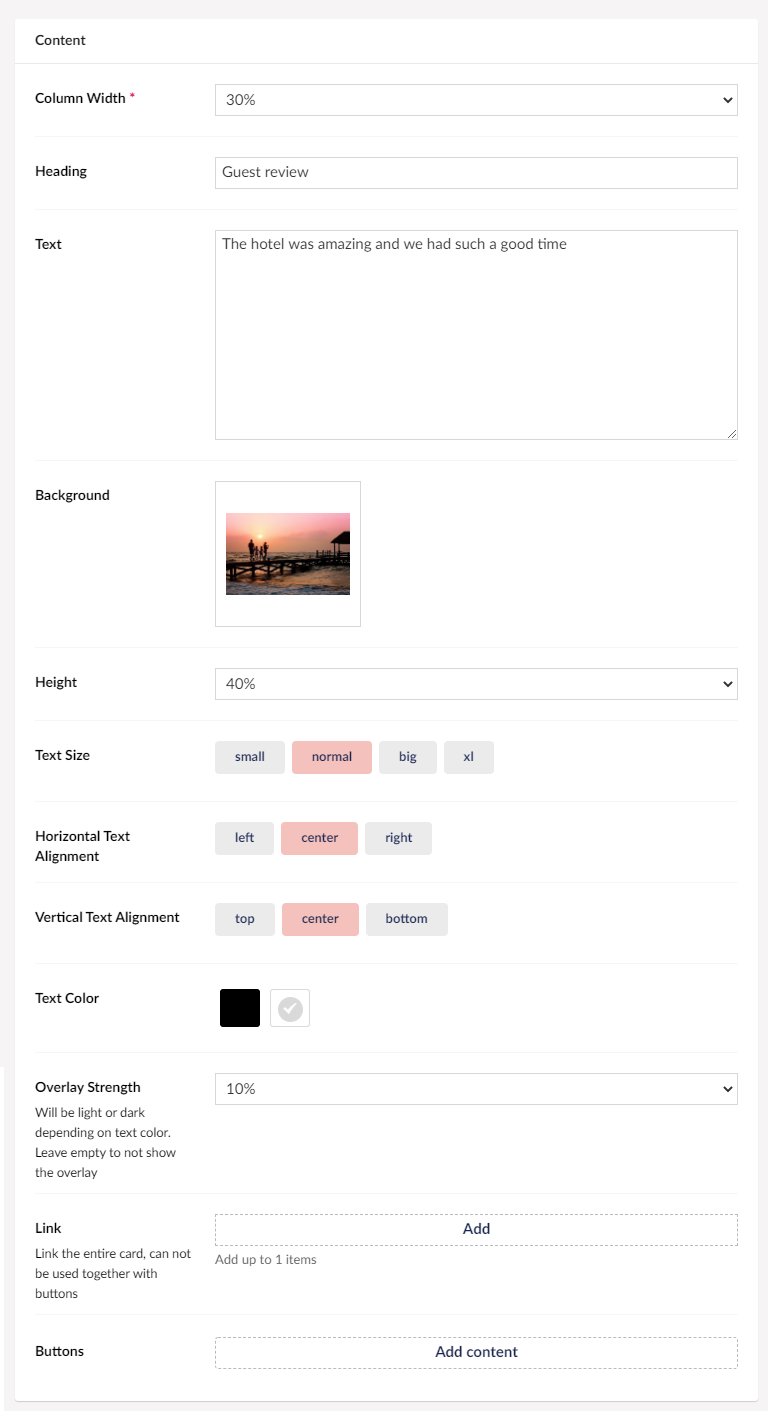 Content
Column Width *
30%
Heading
Guest review
Text
The hotel was amazing and we had such a good time
Background
Height
40%
Text Size
small normal big xl
Horizontal Text
Alignment
left center right
Vertical Text Alignment
top center bottom
Text Color
Overlay Strength
10%
Will be light or dark
depending on text color.
Leave empty to not show
the overlay
Link
Add
Link the entire card, can not
be used together with
buttons
Add up to 1 items
Buttons
Add content